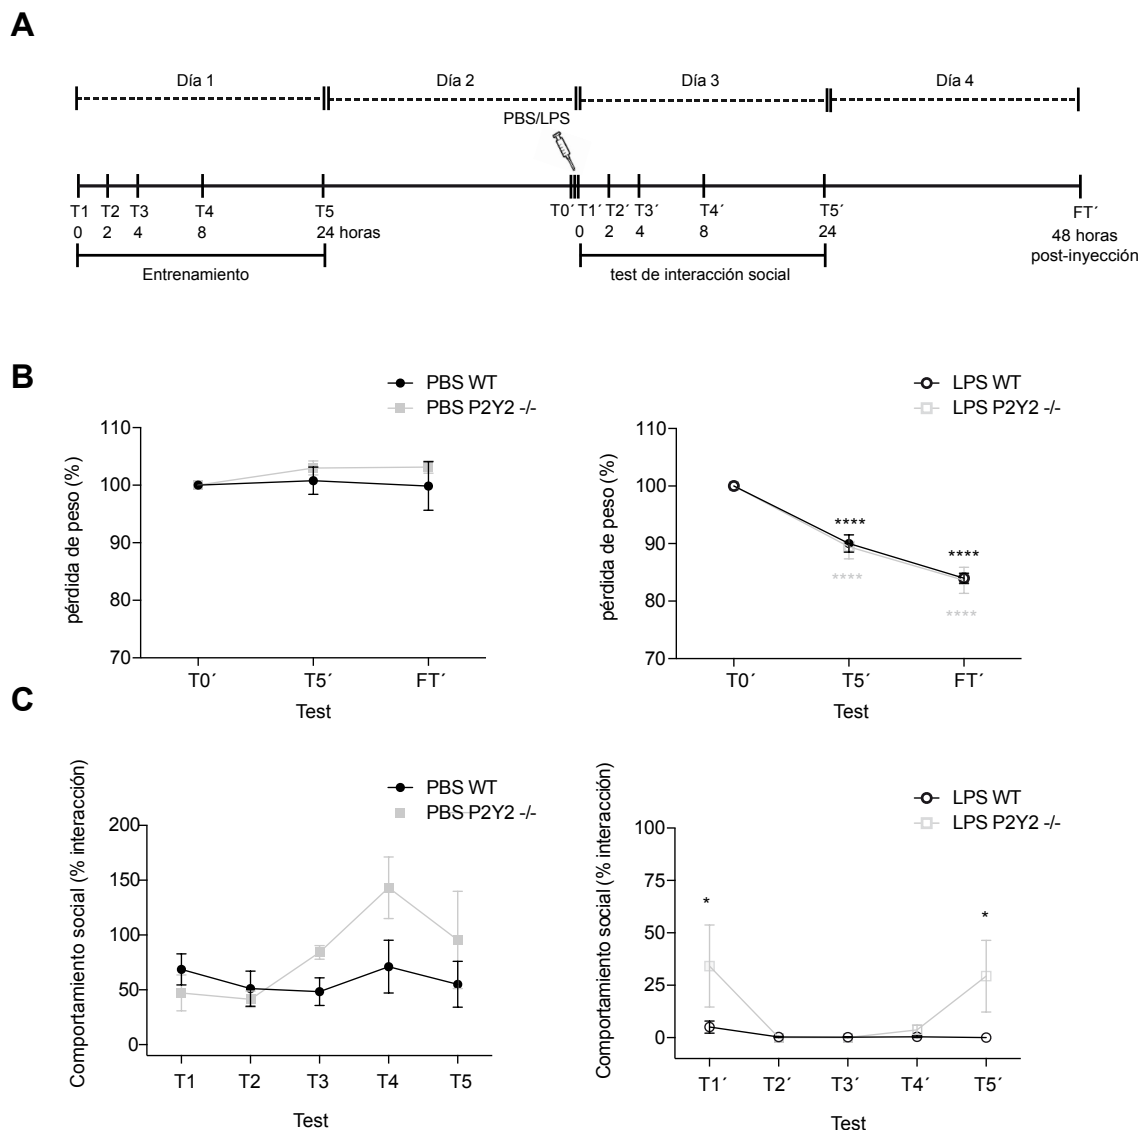 A
Día 1 Día 2 Día 3 Día 4
PBS/LPS
T1 T2 T3 T4 T5 T0´ T1´ T2´ T3´ T4´ T5´ FT´
0 2 4 8 24 horas 0 2 4 8 24 48 horas
post-inyección
Entrenamiento test de interacción social
B
PBS WT
PBS P2Y2 -/-
pérdida de peso (%)
110
100
90
80
70
T0´ T5´ FT´
Test
LPS WT
LPS P2Y2 -/-
pérdida de peso (%)
110
100
90
80
70
****
****
****
****
T0´ T5´ FT´
Test
C
PBS WT
PBS P2Y2 -/-
Comportamiento social (% interacción)
200
150
100
50
0
T1 T2 T3 T4 T5
Test
LPS WT
LPS P2Y2 -/-
Comportamiento social (% interacción)
100
75
50
25
0
*
*
T1´ T2´ T3´ T4´ T5´
Test